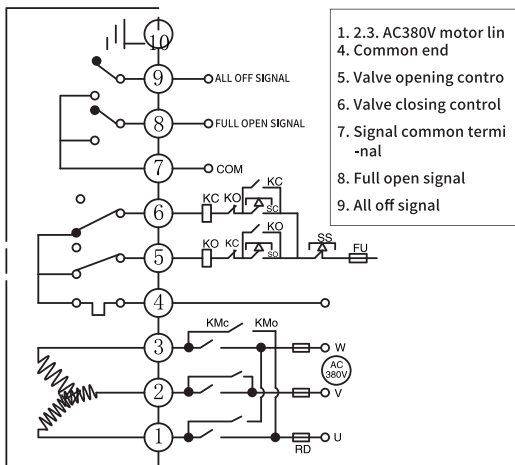 10
1. 2.3. AC380V motor lin
4. Common end
5. Valve opening contro
6. Valve closing control
7. Signal common termi
-nal
8. Full open signal
9. All off signal
9 ALL OFF SIGNAL
8 FULL OPEN SIGNAL
7 COM
KC
6 KC KO SC
KO
5 KO KC SO SS FU
4
3 KMc KMo W
AC
380V
2 V
1 RD U